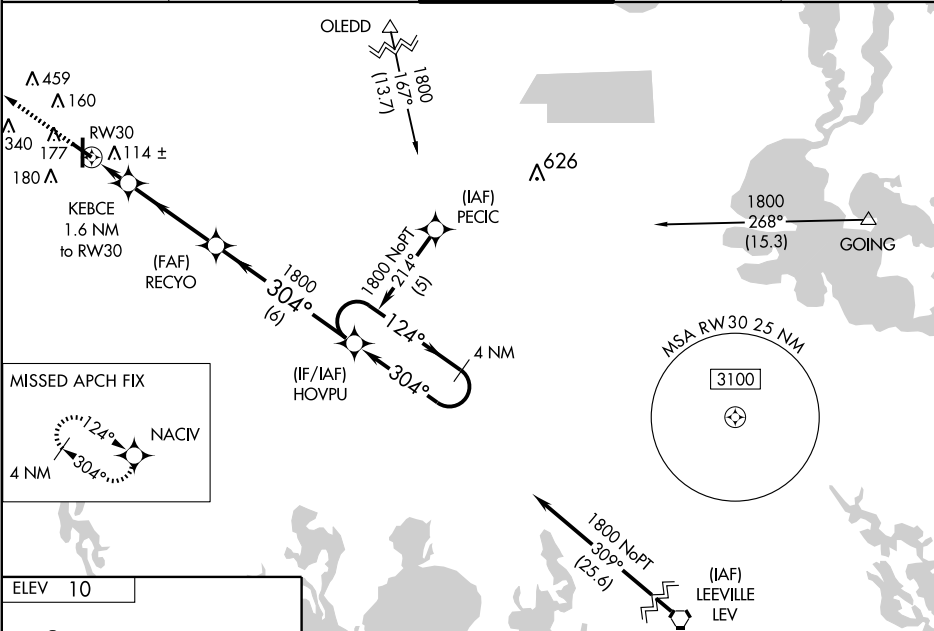 OLEDD
1800
167°
(13.7)
459
160
340
177
RW30
114 ±
180
KEBCE
1.6 NM
to RW30
(FAF)
RECYO
1800
304°
(6)
(IAF)
PECIC
1800 NoPT
214°
(5)
626
1800
268°
(15.3)
GOING
124°
304°
4 NM
(IF/IAF)
HOVPU
MSA RW30 25 NM
3100
MISSED APCH FIX
124°
304°
NACIV
4 NM
1800 NoPT
309°
(25.6)
(IAF)
LEEVILLE
LEV
ELEV 10